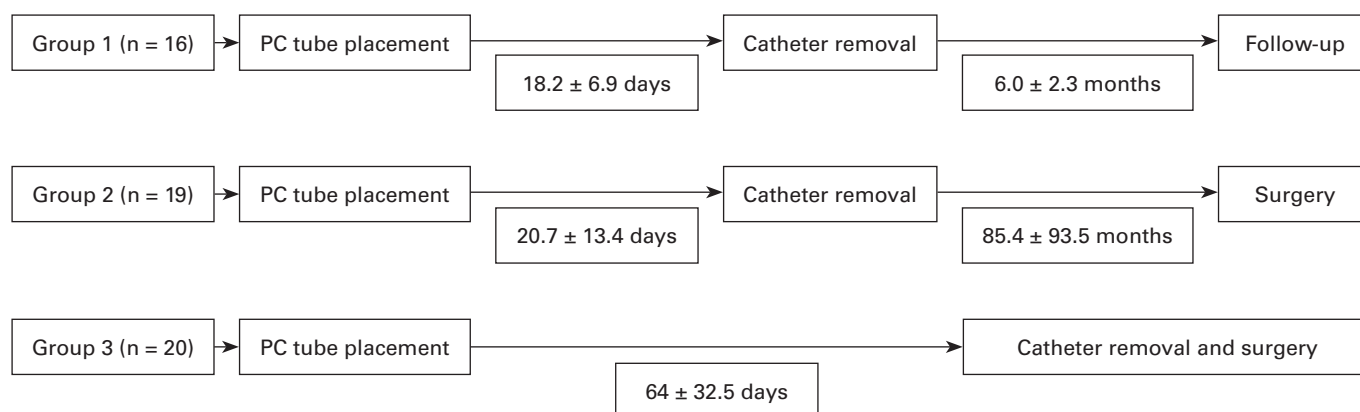 Group 1 (n = 16)
PC tube placement
Catheter removal
Follow-up
18.2 ± 6.9 days
6.0 ± 2.3 months
Group 2 (n = 19)
PC tube placement
Catheter removal
Surgery
20.7 ± 13.4 days
85.4 ± 93.5 months
Group 3 (n = 20)
PC tube placement
Catheter removal and surgery
64 ± 32.5 days